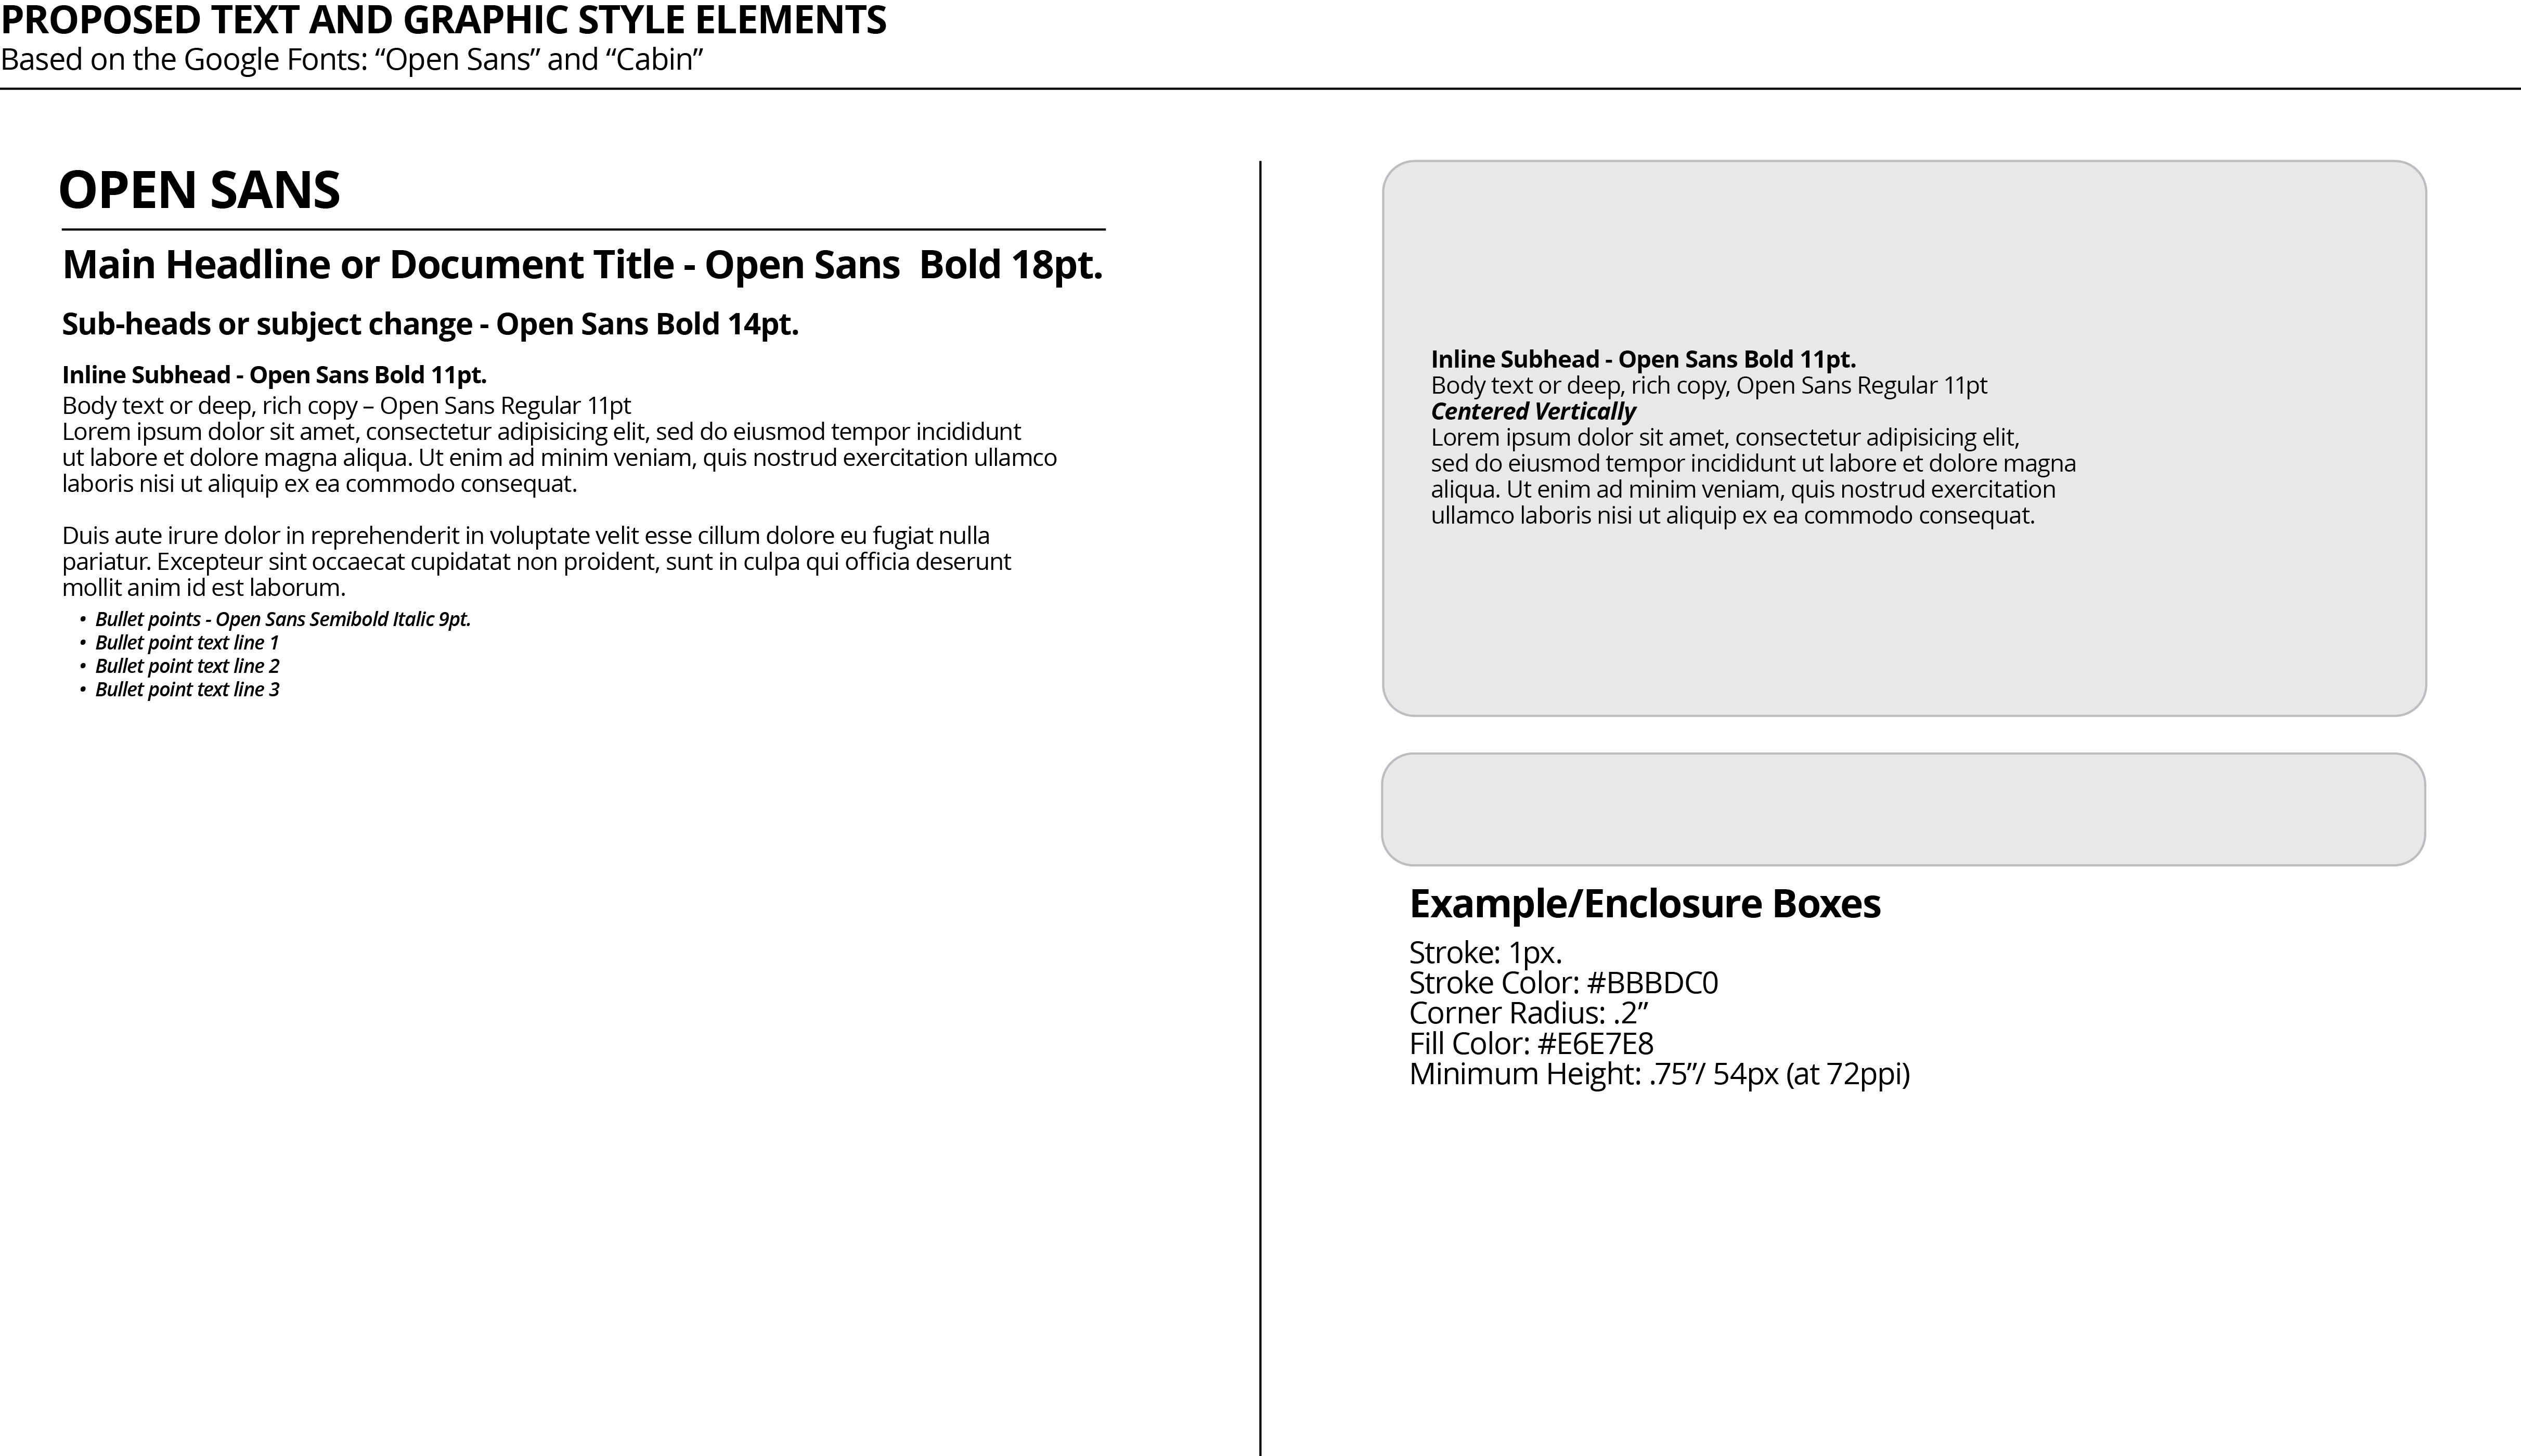 PROPOSED TEXT AND GRAPHIC STYLE ELEMENTS
Based on the Google Fonts: “Open Sans” and “Cabin”
OPEN SANS
Main Headline or Document Title - Open Sans  Bold 18pt.
Sub-heads or subject change - Open Sans Bold 14pt.
Inline Subhead - Open Sans Bold 11pt.
Body text or deep, rich copy – Open Sans Regular 11pt
Lorem ipsum dolor sit amet, consectetur adipisicing elit, sed do eiusmod tempor incididunt
ut labore et dolore magna aliqua. Ut enim ad minim veniam, quis nostrud exercitation ullamco
laboris nisi ut aliquip ex ea commodo consequat.
Duis aute irure dolor in reprehenderit in voluptate velit esse cillum dolore eu fugiat nulla
pariatur. Excepteur sint occaecat cupidatat non proident, sunt in culpa qui officia deserunt
mollit anim id est laborum.
• Bullet points - Open Sans Semibold Italic 9pt.
• Bullet point text line 1
• Bullet point text line 2
• Bullet point text line 3
Inline Subhead - Open Sans Bold 11pt.
Body text or deep, rich copy, Open Sans Regular 11pt
Centered Vertically
Lorem ipsum dolor sit amet, consectetur adipisicing elit,
sed do eiusmod tempor incididunt ut labore et dolore magna
aliqua. Ut enim ad minim veniam, quis nostrud exercitation
ullamco laboris nisi ut aliquip ex ea commodo consequat.
Example/Enclosure Boxes
Stroke: 1px.
Stroke Color: #BBBDC0
Corner Radius: .2”
Fill Color: #E6E7E8
Minimum Height: .75”/ 54px (at 72ppi)